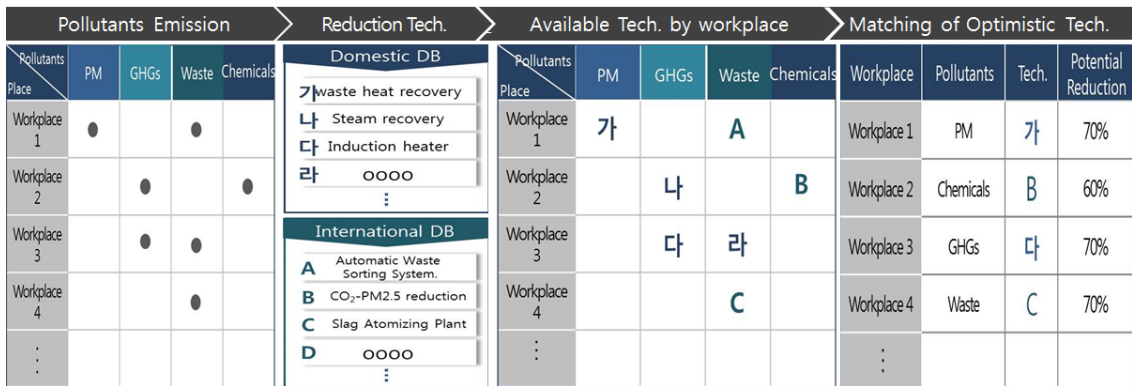 Pollutants Emission
Reduction Tech.
Available Tech. by workplace
Matching of Optimistic Tech.
Pollutants
Place
PM
GHGs
Waste
Chemicals
Workplace
1
Workplace
2
Workplace
3
Workplace
4
⋮
Domestic DB
가 waste heat recovery
나 Steam recovery
다 Induction heater
라 OOOO
⋮
International DB
A Automatic Waste
Sorting System.
B CO₂-PM2.5 reduction
C Slag Atomizing Plant
D OOOO
⋮
Pollutants
Place
PM
GHGs
Waste
Chemicals
Workplace
1
가
A
Workplace
2
나
B
Workplace
3
다
라
Workplace
4
C
⋮
Workplace
Pollutants
Tech.
Potential
Reduction
Workplace 1
PM
가
70%
Workplace 2
Chemicals
B
60%
Workplace 3
GHGs
다
70%
Workplace 4
Waste
C
70%
⋮